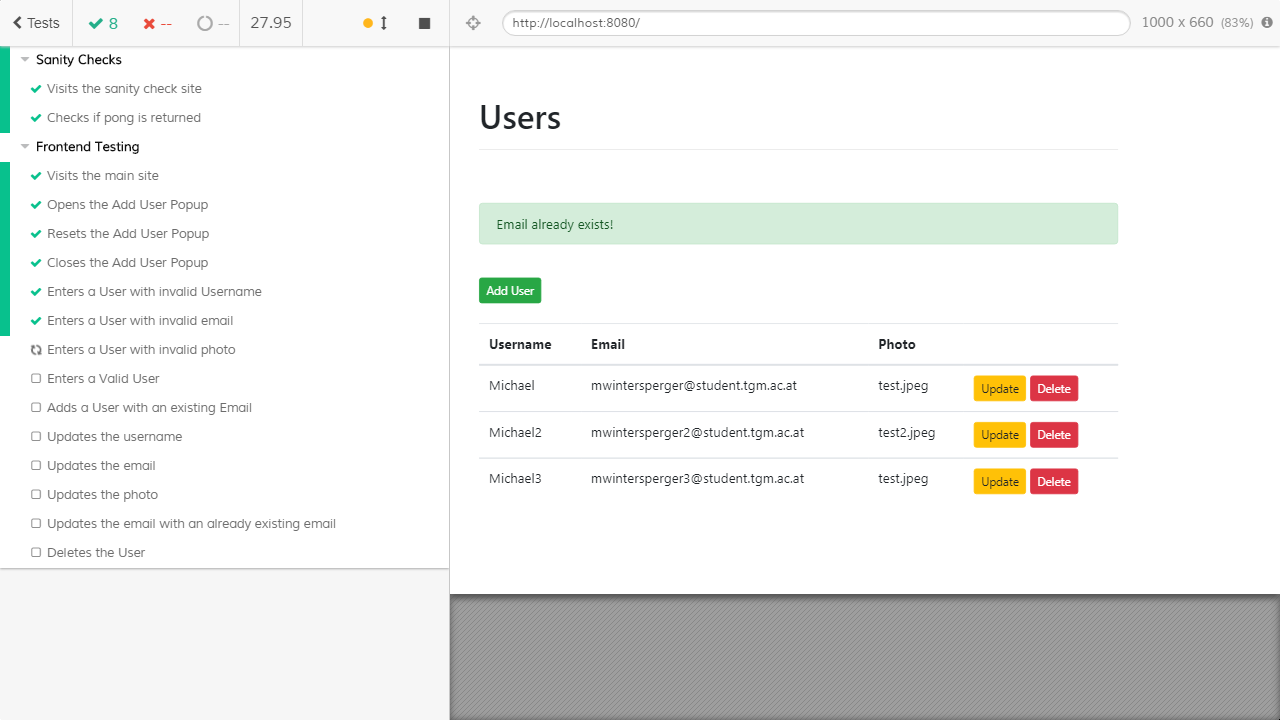 Tests 8 -- -- 27.95
Sanity Checks
Visits the sanity check site
Checks if pong is returned
Frontend Testing
Visits the main site
Opens the Add User Popup
Resets the Add User Popup
Closes the Add User Popup
Enters a User with invalid Username
Enters a User with invalid email
Enters a User with invalid photo
Enters a Valid User
Adds a User with an existing Email
Updates the username
Updates the email
Updates the photo
Updates the email with an already existing email
Deletes the User
http://localhost:8080/ 1000 x 660 (83%)
Users
Email already exists!
Add User
Username Email Photo
Michael mwintersperger@student.tgm.ac.at test.jpeg Update Delete
Michael2 mwintersperger2@student.tgm.ac.at test2.jpeg Update Delete
Michael3 mwintersperger3@student.tgm.ac.at test.jpeg Update Delete